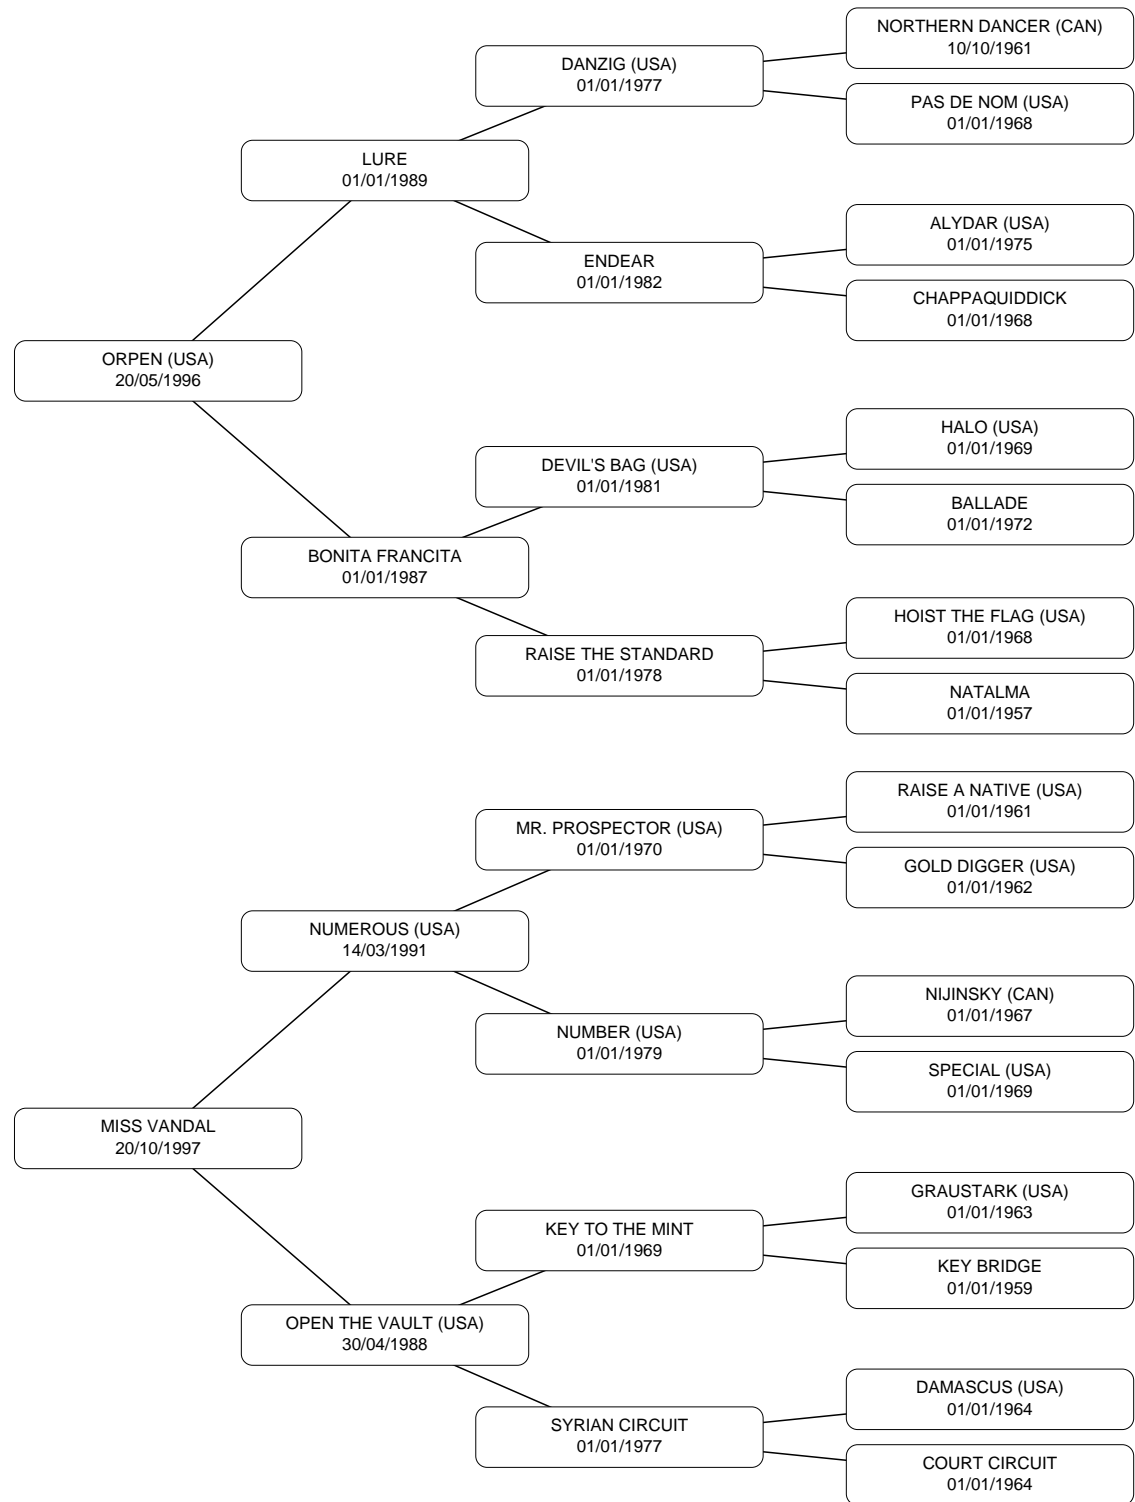 NORTHERN DANCER (CAN)
10/10/1961
DANZIG (USA)
01/01/1977
PAS DE NOM (USA)
01/01/1968
LURE
01/01/1989
ALYDAR (USA)
01/01/1975
ENDEAR
01/01/1982
CHAPPAQUIDDICK
01/01/1968
ORPEN (USA)
20/05/1996
HALO (USA)
01/01/1969
DEVIL'S BAG (USA)
01/01/1981
BALLADE
01/01/1972
BONITA FRANCITA
01/01/1987
HOIST THE FLAG (USA)
01/01/1968
RAISE THE STANDARD
01/01/1978
NATALMA
01/01/1957
RAISE A NATIVE (USA)
01/01/1961
MR. PROSPECTOR (USA)
01/01/1970
GOLD DIGGER (USA)
01/01/1962
NUMEROUS (USA)
14/03/1991
NIJINSKY (CAN)
01/01/1967
NUMBER (USA)
01/01/1979
SPECIAL (USA)
01/01/1969
MISS VANDAL
20/10/1997
GRAUSTARK (USA)
01/01/1963
KEY TO THE MINT
01/01/1969
KEY BRIDGE
01/01/1959
OPEN THE VAULT (USA)
30/04/1988
DAMASCUS (USA)
01/01/1964
SYRIAN CIRCUIT
01/01/1977
COURT CIRCUIT
01/01/1964